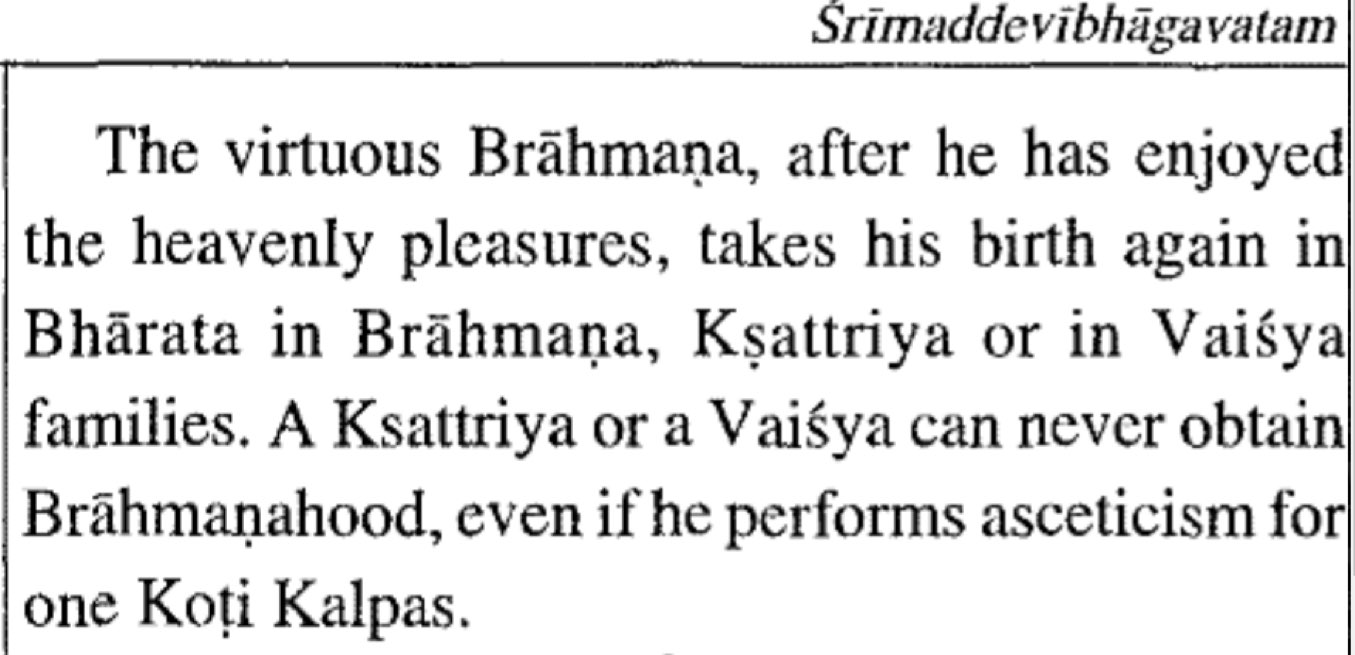 Śrīmaddevībhāgavatam
The virtuous Brāhmaṇa, after he has enjoyed
the heavenly pleasures, takes his birth again in
Bhārata in Brāhmaṇa, Kṣattriya or in Vaiśya
families. A Ksattriya or a Vaiśya can never obtain
Brāhmaṇahood, even if he performs asceticism for
one Koṭi Kalpas.